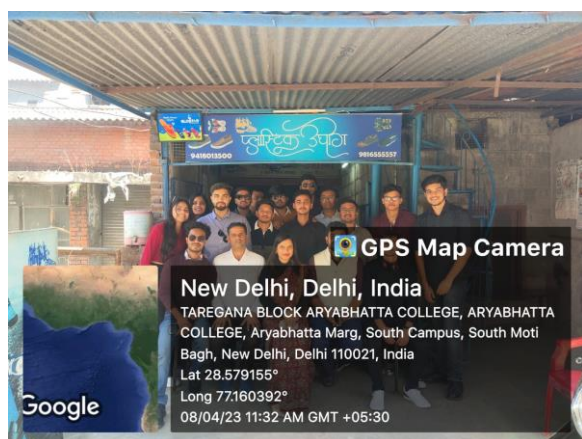 प्लास्टिक उद्योग
9418013500
9816555557
GPS Map Camera
New Delhi, Delhi, India
TAREGANA BLOCK ARYABHATTA COLLEGE, ARYABHATTA
COLLEGE, Aryabhatta Marg, South Campus, South Moti
Bagh, New Delhi, Delhi 110021, India
Lat 28.579155°
Long 77.160392°
08/04/23 11:32 AM GMT +05:30
Google